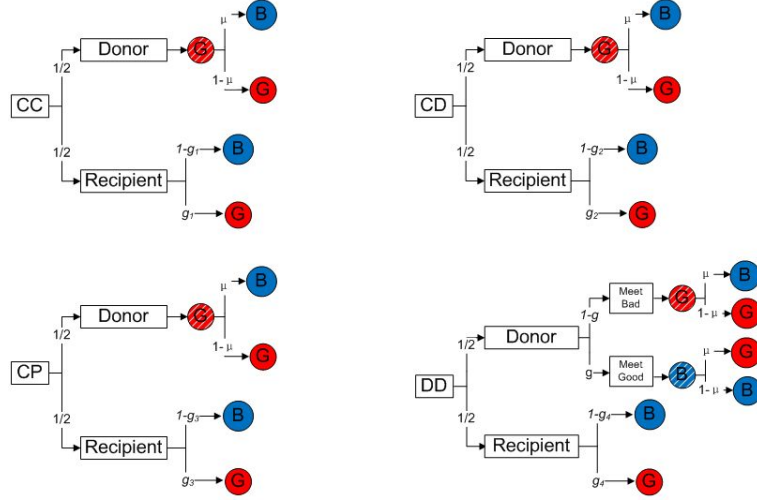 μ
B
1/2
Donor
G
1- μ
G
CC
1/2
1-g₁
B
Recipient
g₁
G
μ
B
1/2
Donor
G
1- μ
G
CD
1/2
1-g₂
B
Recipient
g₂
G
μ
B
1/2
Donor
G
1- μ
G
CP
1/2
1-g₃
B
Recipient
g₃
G
μ
B
Meet
Bad
G
1- μ
G
1-g
1/2
Donor
g
Meet
Good
B
μ
G
1- μ
B
DD
1/2
1-g₄
B
Recipient
g₄
G